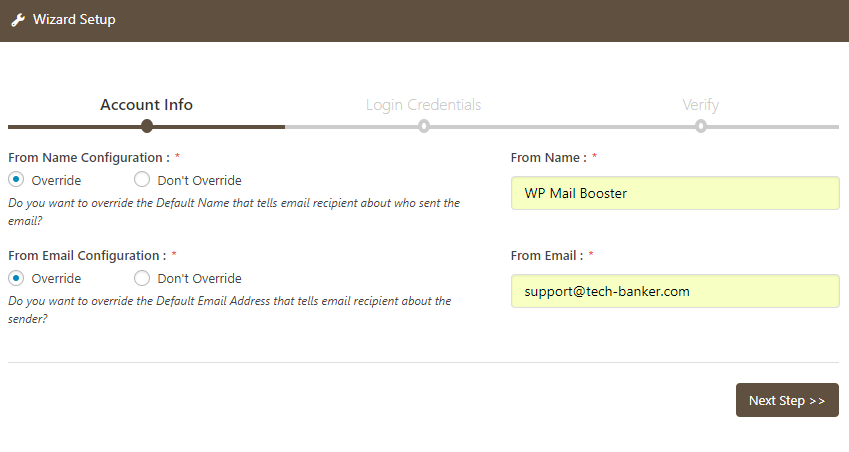 Wizard Setup
Account Info
Login Credentials
Verify
From Name Configuration : *
From Name : *
Override
Don't Override
WP Mail Booster
Do you want to override the Default Name that tells email recipient about who sent the
email?
From Email Configuration : *
From Email : *
Override
Don't Override
support@tech-banker.com
Do you want to override the Default Email Address that tells email recipient about the
sender?
Next Step >>